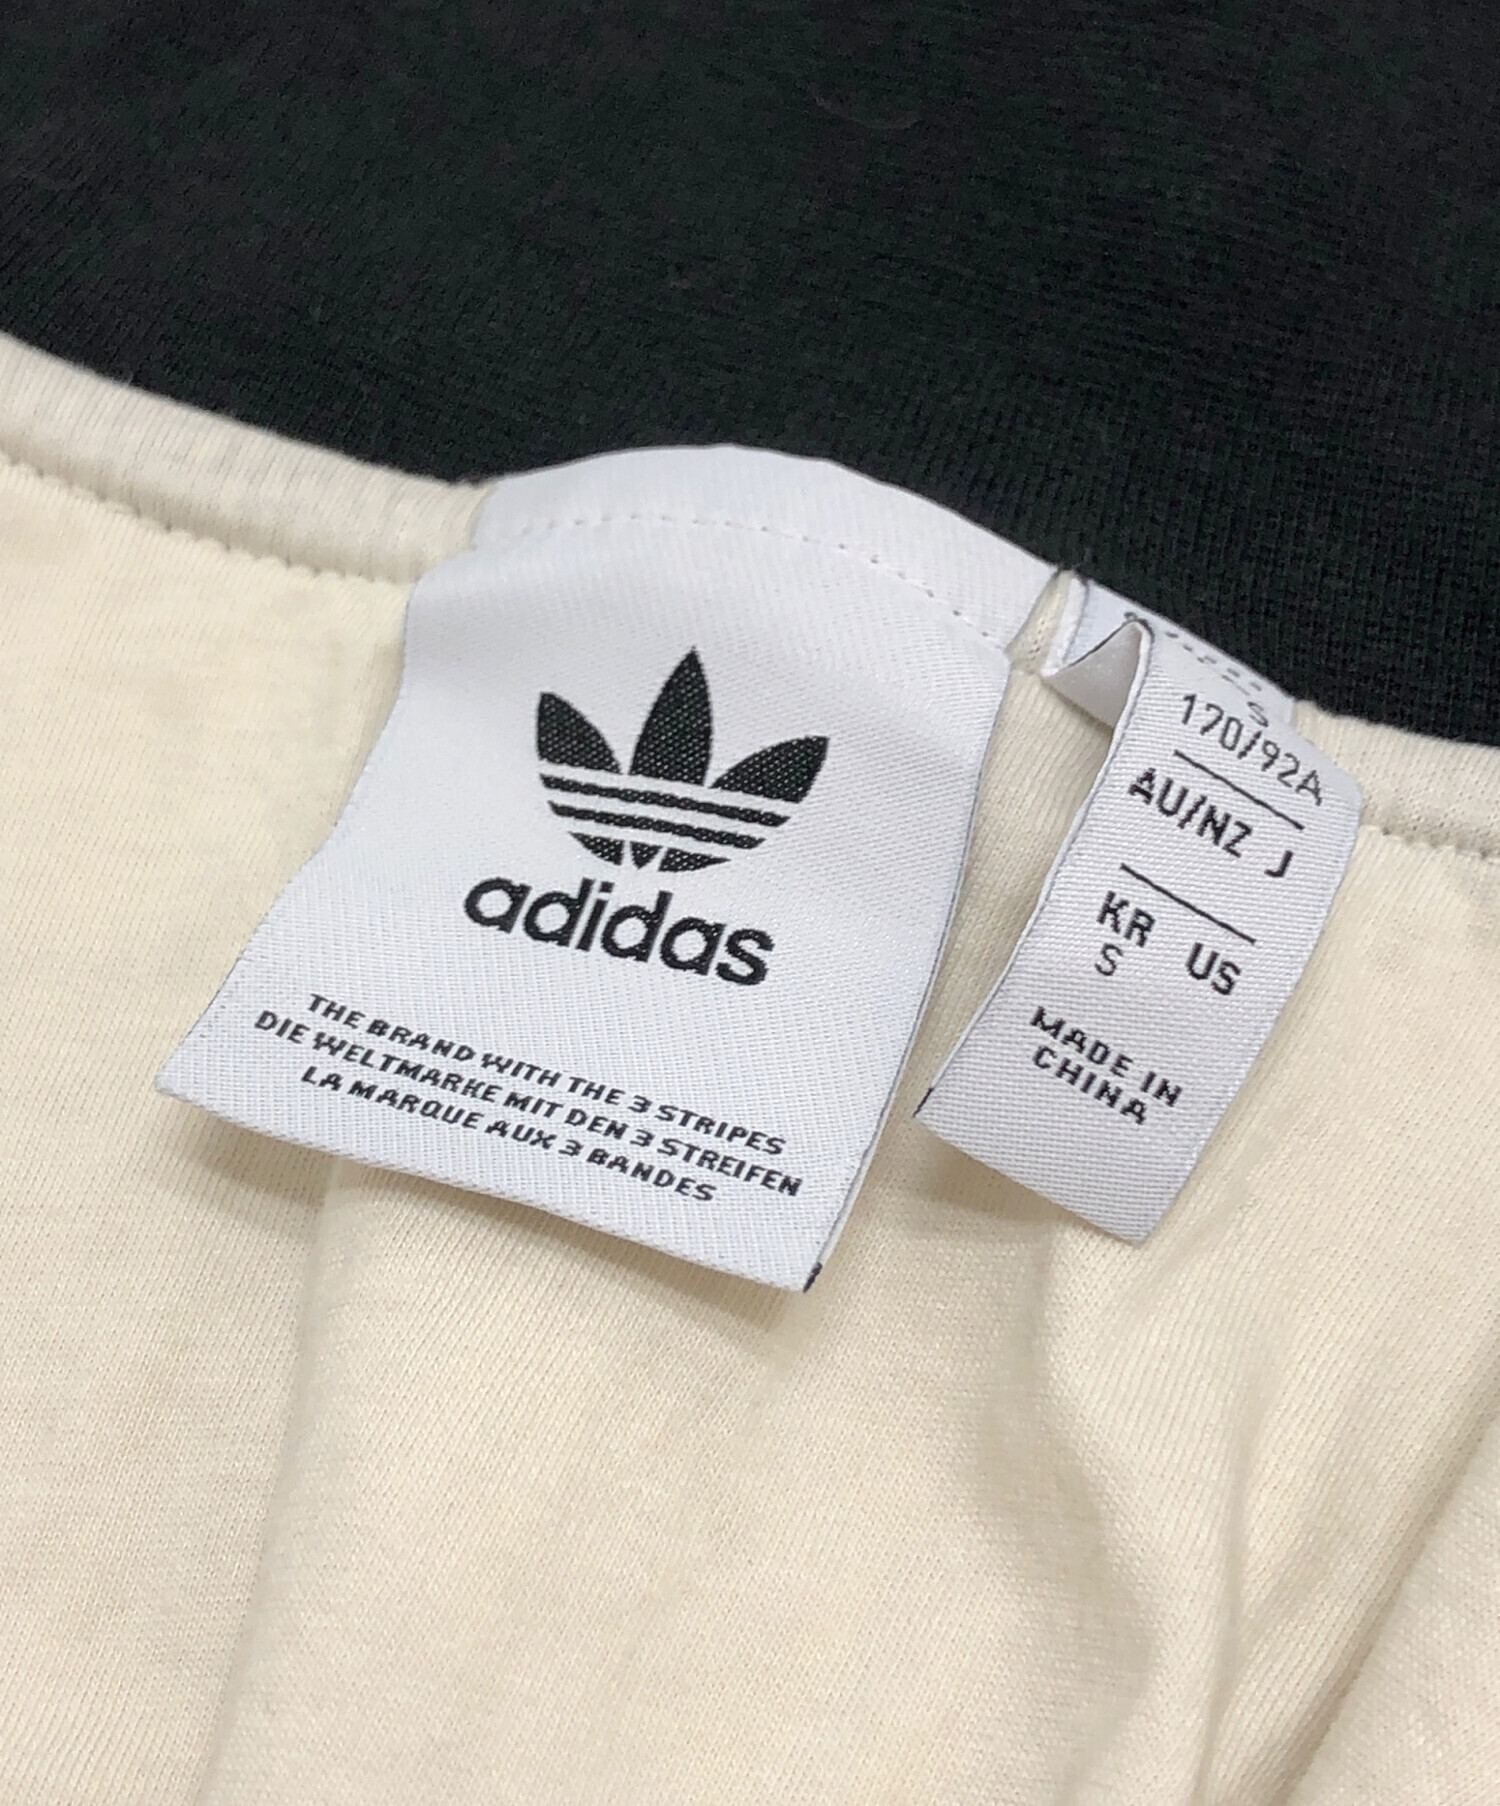 adidas
THE BRAND WITH THE 3 STRIPES
DIE WELTMARKE MIT DEN 3 STREIFEN
LA MARQUE AUX 3 BANDES
170/92A
AU/NZ J
KR US
S
MADE IN
CHINA